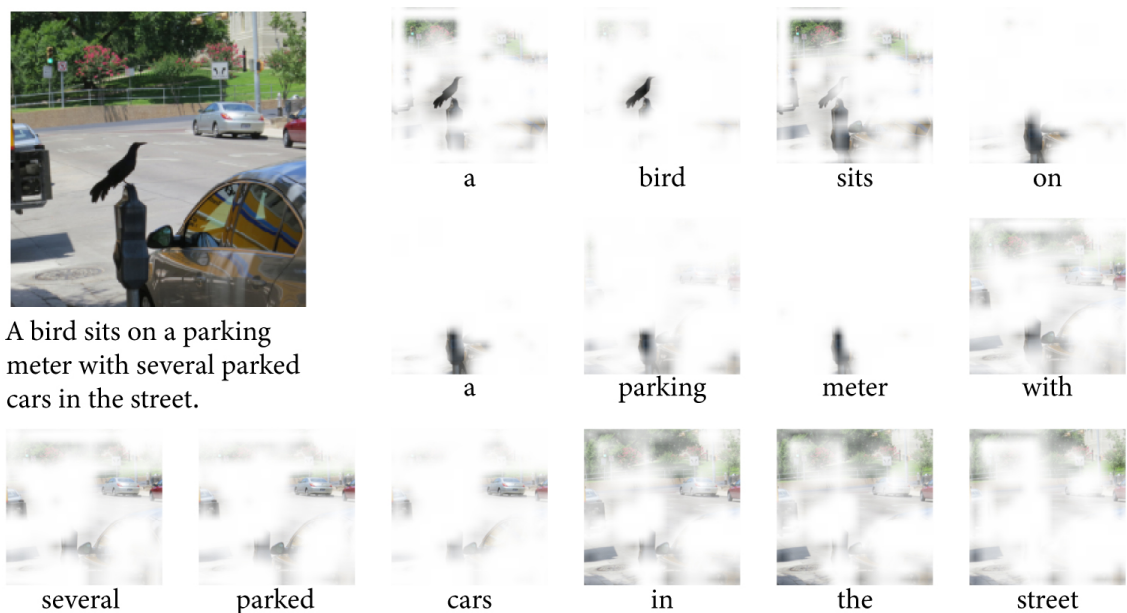 a bird sits on
A bird sits on a parking
meter with several parked
cars in the street.
a parking meter with
several parked cars in the street